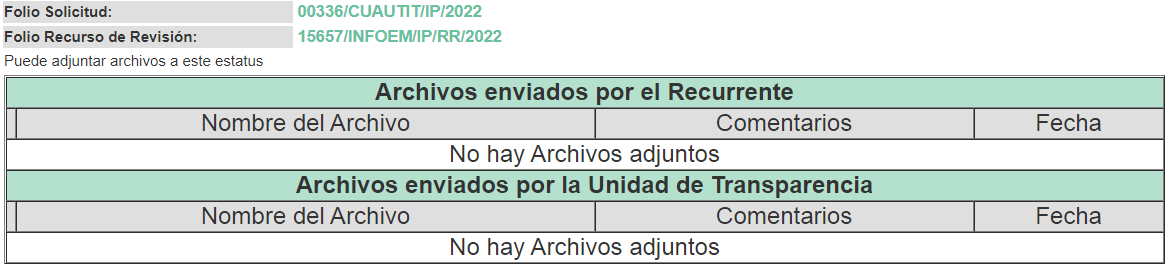 Folio Solicitud: 00336/CUAUTIT/IP/2022
Folio Recurso de Revisión: 15657/INFOEM/IP/RR/2022
Puede adjuntar archivos a este estatus
Archivos enviados por el Recurrente
Nombre del Archivo Comentarios Fecha
No hay Archivos adjuntos
Archivos enviados por la Unidad de Transparencia
Nombre del Archivo Comentarios Fecha
No hay Archivos adjuntos